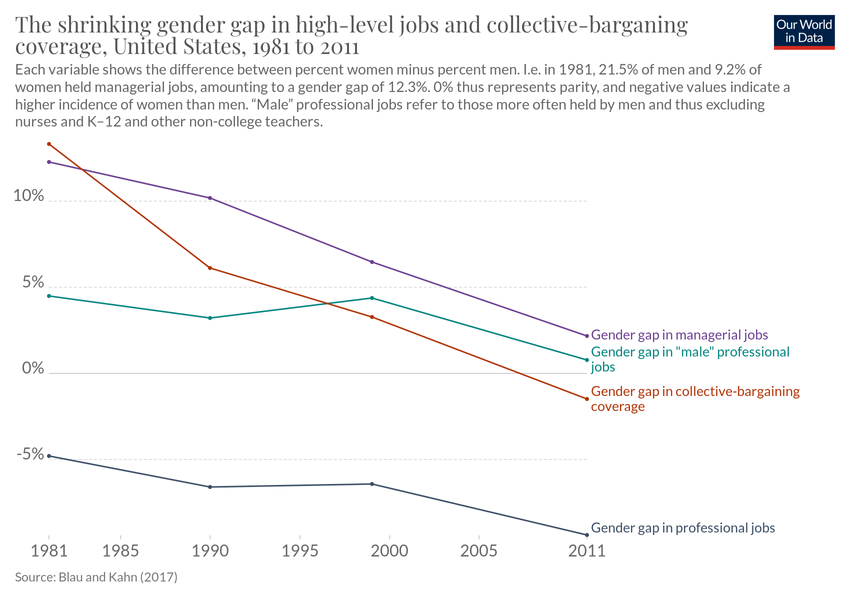 The shrinking gender gap in high-level jobs and collective-barganing
coverage, United States, 1981 to 2011
Our World
in Data
Each variable shows the difference between percent women minus percent men. I.e. in 1981, 21.5% of men and 9.2% of
women held managerial jobs, amounting to a gender gap of 12.3%. 0% thus represents parity, and negative values indicate a
higher incidence of women than men. “Male” professional jobs refer to those more often held by men and thus excluding
nurses and K–12 and other non-college teachers.
10%
5%
0%
-5%
Gender gap in managerial jobs
Gender gap in "male" professional
jobs
Gender gap in collective-bargaining
coverage
Gender gap in professional jobs
1981
1985
1990
1995
2000
2005
2011
Source: Blau and Kahn (2017)